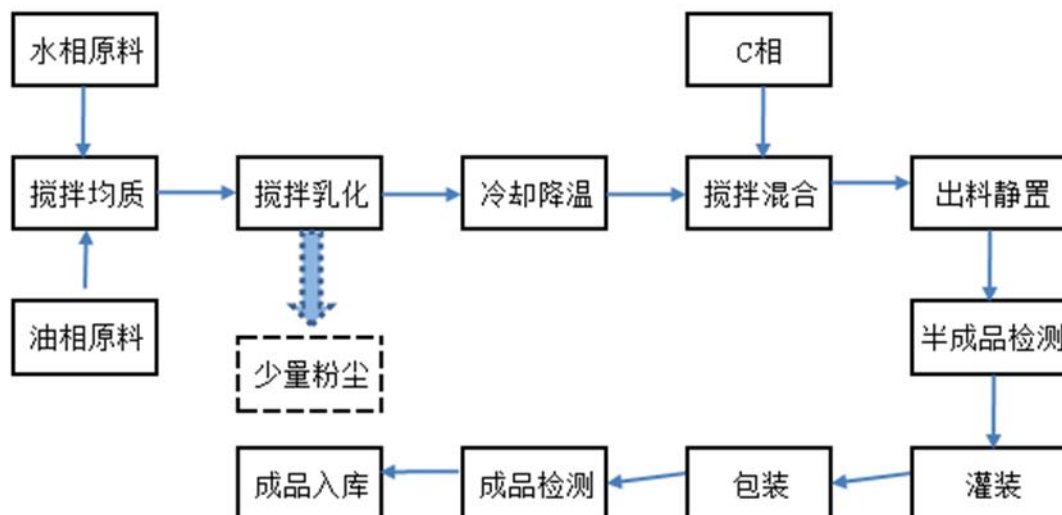 水相原料
C相
搅拌均质
搅拌乳化
冷却降温
搅拌混合
出料静置
油相原料
半成品检测
少量粉尘
成品入库
成品检测
包装
灌装